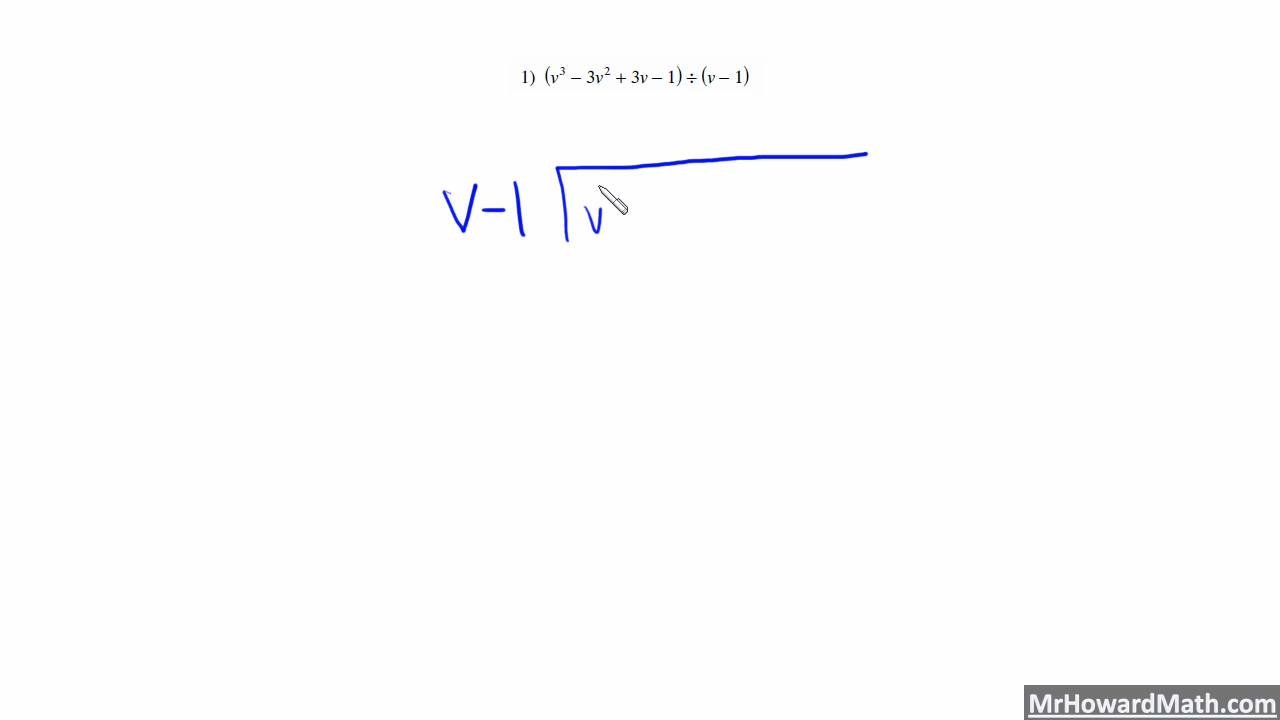 1) (v³ − 3v² + 3v − 1) ÷ (v − 1)
v-1 v
MrHowardMath.com